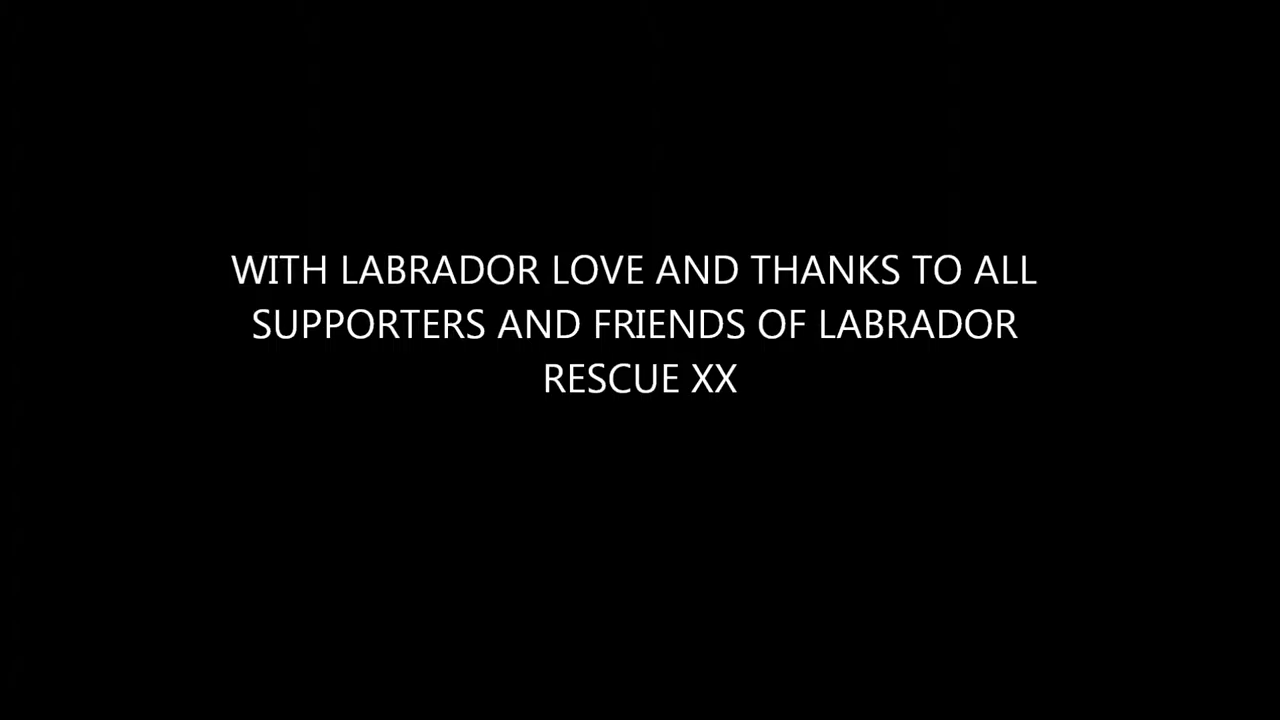 WITH LABRADOR LOVE AND THANKS TO ALL
SUPPORTERS AND FRIENDS OF LABRADOR
RESCUE XX